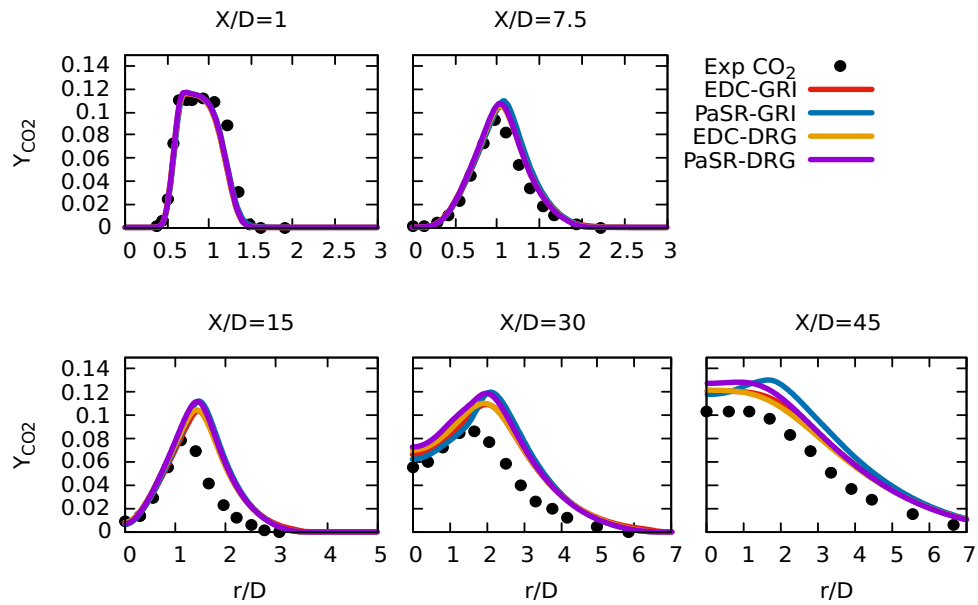 X/D=1
X/D=7.5
0.14
0.12
0.1
0.08
0.06
0.04
0.02
0
Y_CO2
0 0.5 1 1.5 2 2.5 3
0 0.5 1 1.5 2 2.5 3
Exp CO₂
EDC-GRI
PaSR-GRI
EDC-DRG
PaSR-DRG
X/D=15
X/D=30
X/D=45
0.14
0.12
0.1
0.08
0.06
0.04
0.02
0
Y_CO2
0 1 2 3 4 5
0 1 2 3 4 5 6 7
0 1 2 3 4 5 6 7
r/D
r/D
r/D